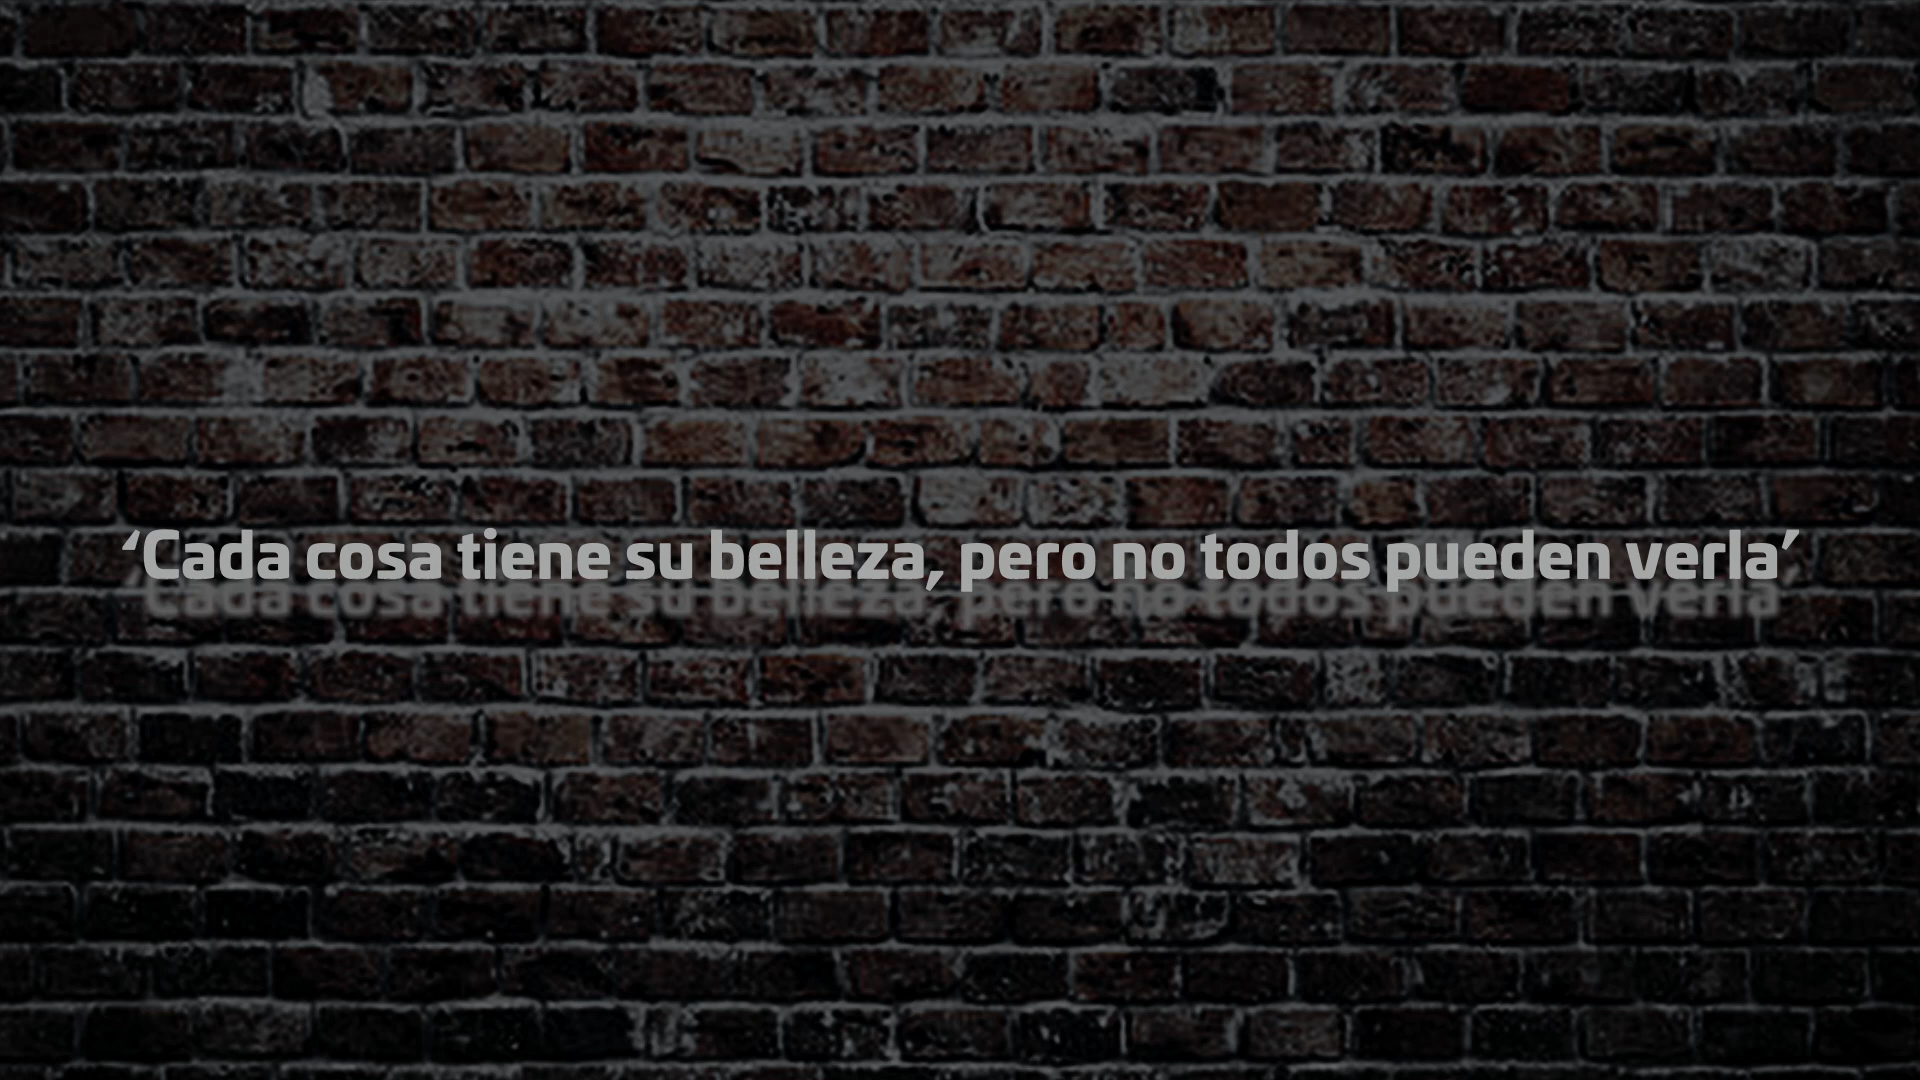 ‘Cada cosa tiene su belleza, pero no todos pueden verla’